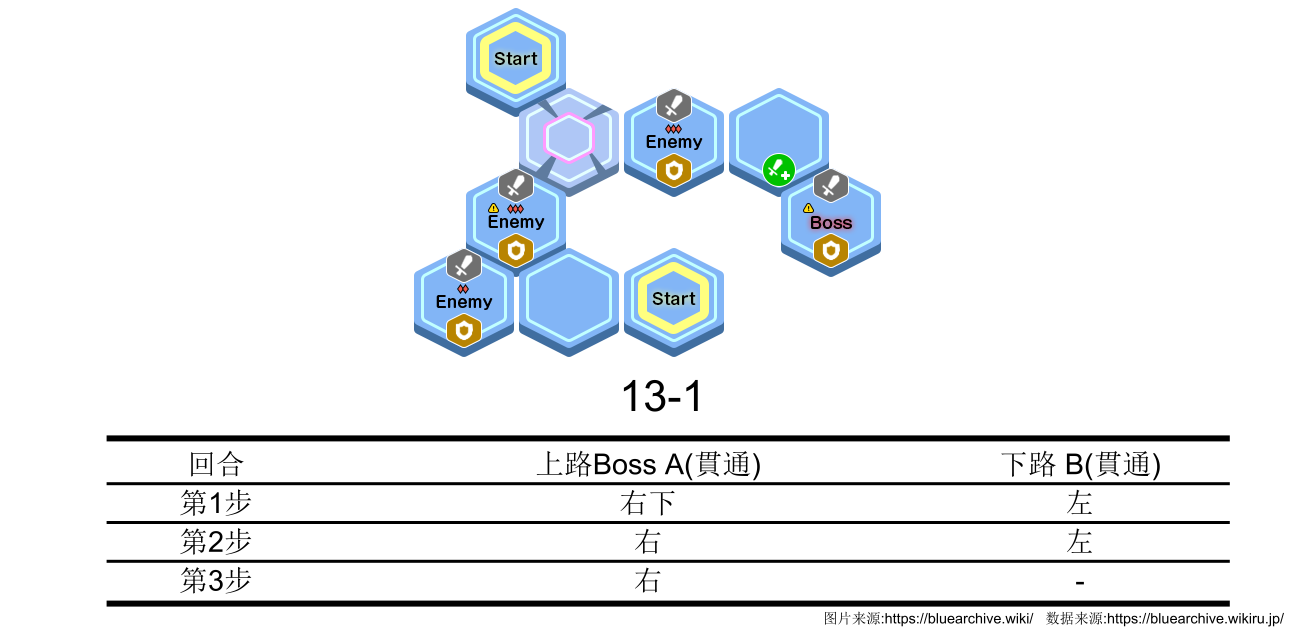 Start
Enemy
Enemy
Boss
Enemy
Start
13-1
回合 上路Boss A(貫通) 下路 B(貫通)
第1步 右下 左
第2步 右 左
第3步 右 -
图片来源:https://bluearchive.wiki/ 数据来源:https://bluearchive.wikiru.jp/